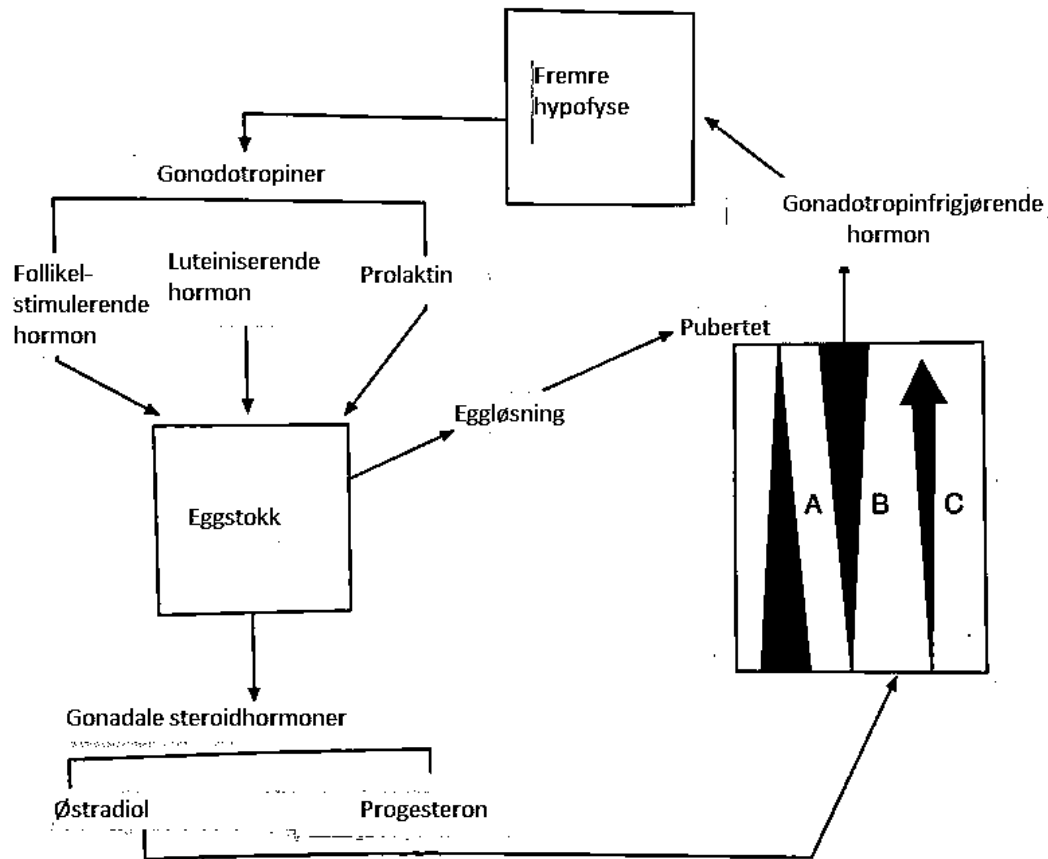 Fremre
hypofyse
Gonodotropiner
Gonadotropinfrigjørende
hormon
Follikel-
stimulerende
hormon
Luteiniserende
hormon
Prolaktin
Pubertet
Eggløsning
A
B
C
Eggstokk
Gonadale steroidhormoner
Østradiol
Progesteron